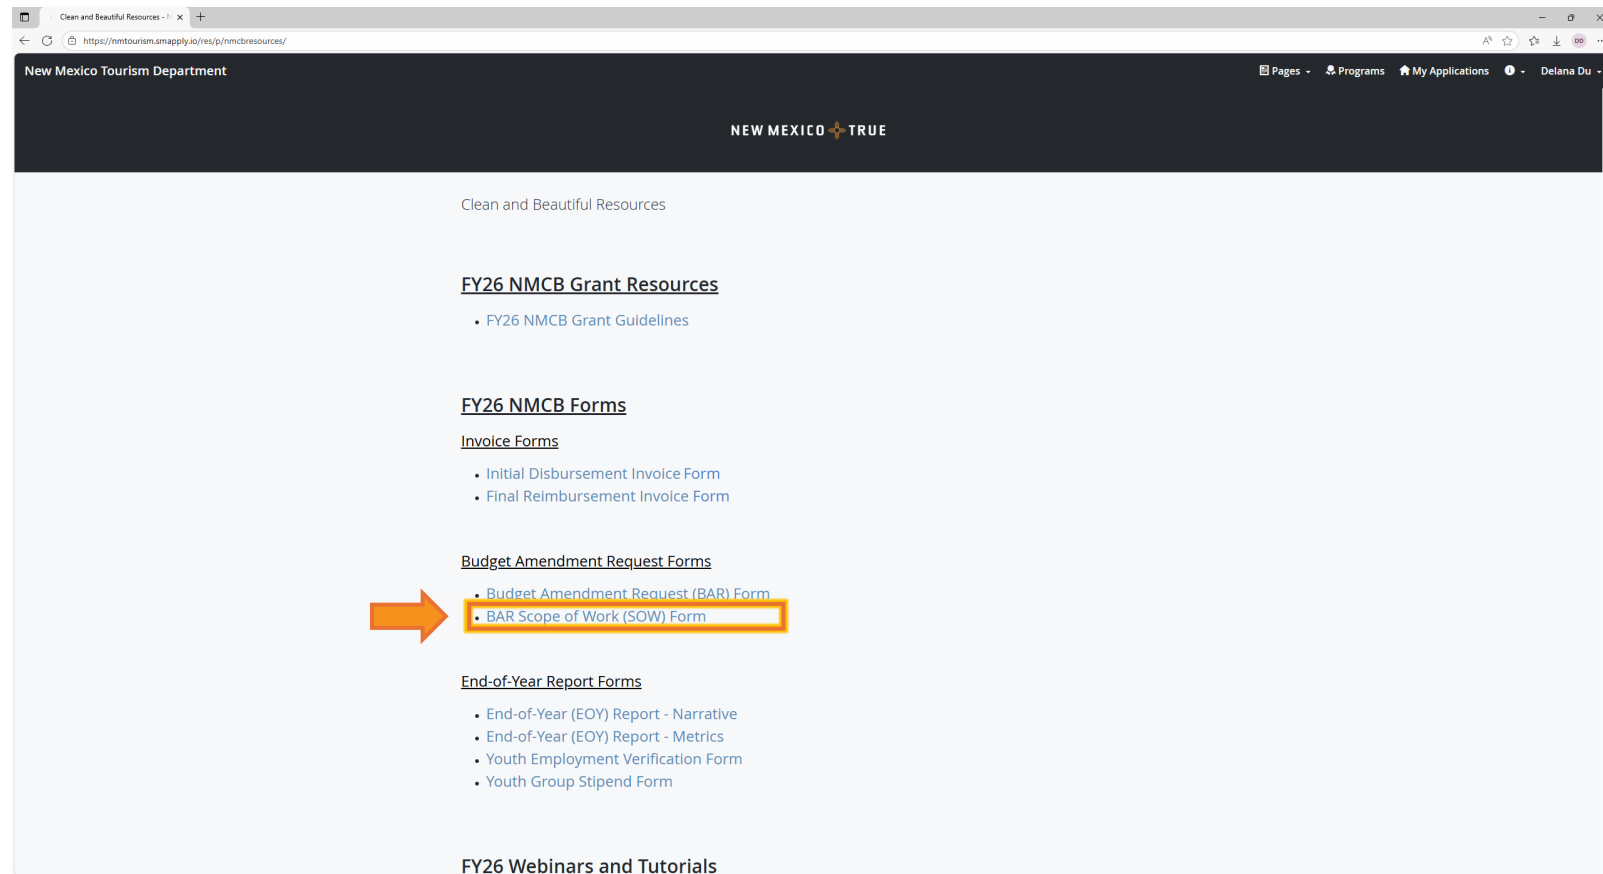 Clean and Beautiful Resources - N
https://nmtourism.smapply.io/res/p/nmcbresources/
DD
New Mexico Tourism Department
Pages
Programs
My Applications
Delana Du
NEW MEXICO TRUE
Clean and Beautiful Resources
FY26 NMCB Grant Resources
• FY26 NMCB Grant Guidelines
FY26 NMCB Forms
Invoice Forms
• Initial Disbursement Invoice Form
• Final Reimbursement Invoice Form
Budget Amendment Request Forms
• Budget Amendment Request (BAR) Form
• BAR Scope of Work (SOW) Form
End-of-Year Report Forms
• End-of-Year (EOY) Report - Narrative
• End-of-Year (EOY) Report - Metrics
• Youth Employment Verification Form
• Youth Group Stipend Form
FY26 Webinars and Tutorials